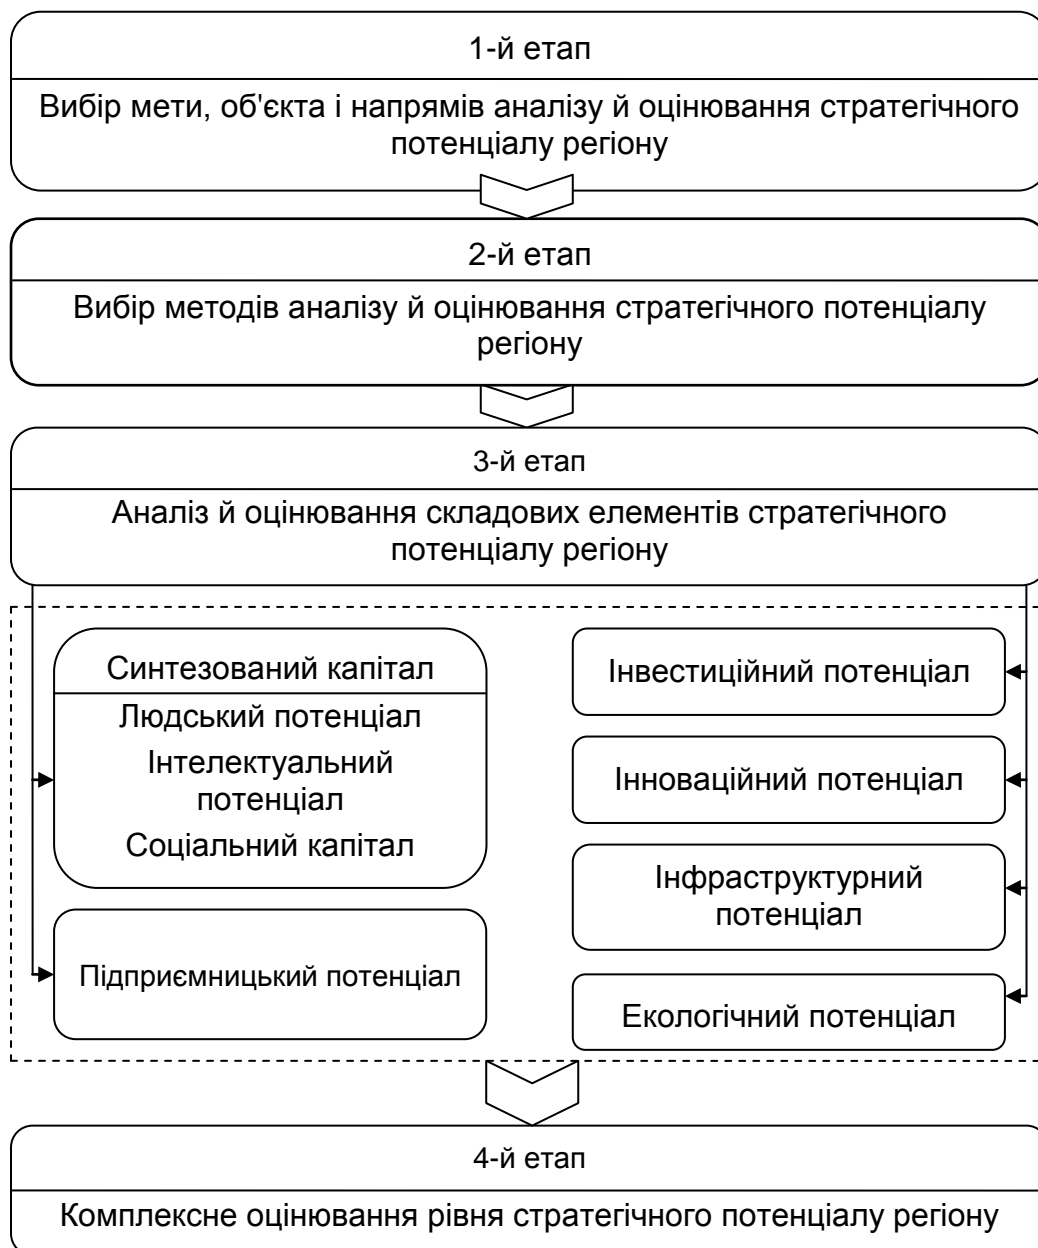 1-й етап
Вибір мети, об'єкта і напрямів аналізу й оцінювання стратегічного
потенціалу регіону
2-й етап
Вибір методів аналізу й оцінювання стратегічного потенціалу
регіону
3-й етап
Аналіз й оцінювання складових елементів стратегічного
потенціалу регіону
Синтезований капітал
Людський потенціал
Інтелектуальний
потенціал
Соціальний капітал
Підприємницький потенціал
Інвестиційний потенціал
Інноваційний потенціал
Інфраструктурний
потенціал
Екологічний потенціал
4-й етап
Комплексне оцінювання рівня стратегічного потенціалу регіону